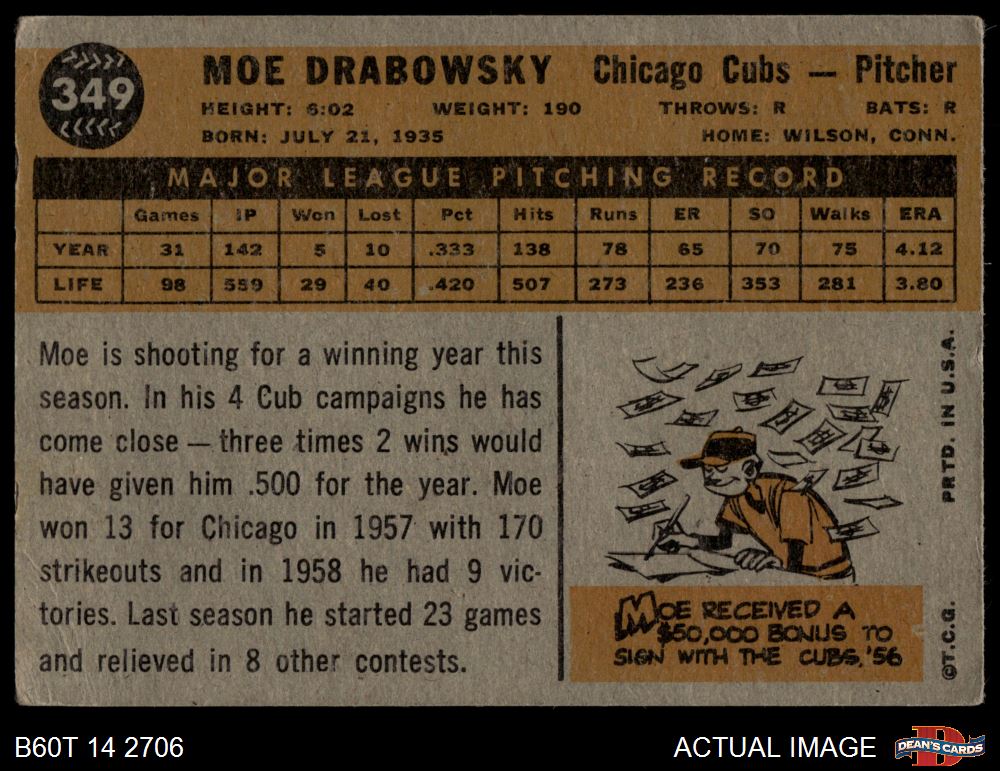 349
MOE DRABOWSKY Chicago Cubs — Pitcher
HEIGHT: 6:02 WEIGHT: 190 THROWS: R BATS: R
BORN: JULY 21, 1935 HOME: WILSON, CONN.
MAJOR LEAGUE PITCHING RECORD
Games IP Won Lost Pct Hits Runs ER SO Walks ERA
YEAR 31 142 5 10 .333 138 78 65 70 75 4.12
LIFE 98 559 29 40 .420 507 273 236 353 281 3.80
Moe is shooting for a winning year this
season. In his 4 Cub campaigns he has
come close — three times 2 wins would
have given him .500 for the year. Moe
won 13 for Chicago in 1957 with 170
strikeouts and in 1958 he had 9 vic-
tories. Last season he started 23 games
and relieved in 8 other contests.
MOE RECEIVED A
$50,000 BONUS TO
SIGN WITH THE CUBS, '56
PRTD. IN U.S.A.
©T.C.G.
B60T 14 2706
ACTUAL IMAGE
D
DEAN'S CARDS